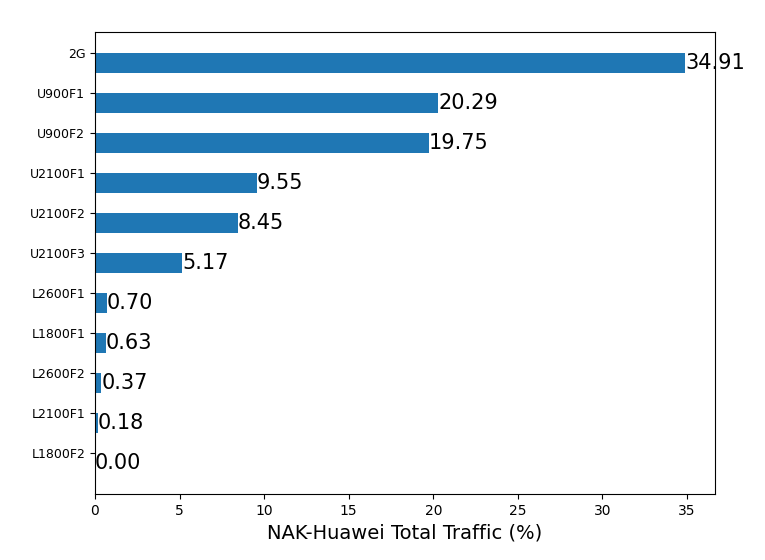 2G 34.91
U900F1 20.29
U900F2 19.75
U2100F1 9.55
U2100F2 8.45
U2100F3 5.17
L2600F1 0.70
L1800F1 0.63
L2600F2 0.37
L2100F1 0.18
L1800F2 0.00
0 5 10 15 20 25 30 35
NAK-Huawei Total Traffic (%)